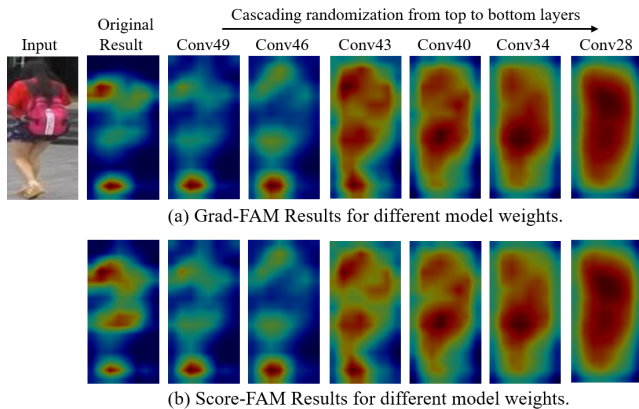 Cascading randomization from top to bottom layers
Input
Original
Result
Conv49
Conv46
Conv43
Conv40
Conv34
Conv28
(a) Grad-FAM Results for different model weights.
(b) Score-FAM Results for different model weights.